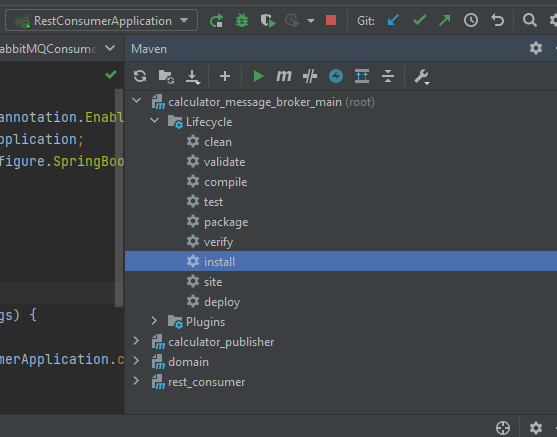 RestConsumerApplication
Git:
abbitMQConsume
Maven
annotation.Enabl
pplication;
figure.SpringBoo
gs) {
merApplication.c
m
calculator_message_broker_main (root)
Lifecycle
clean
validate
compile
test
package
verify
install
site
deploy
Plugins
calculator_publisher
domain
rest_consumer